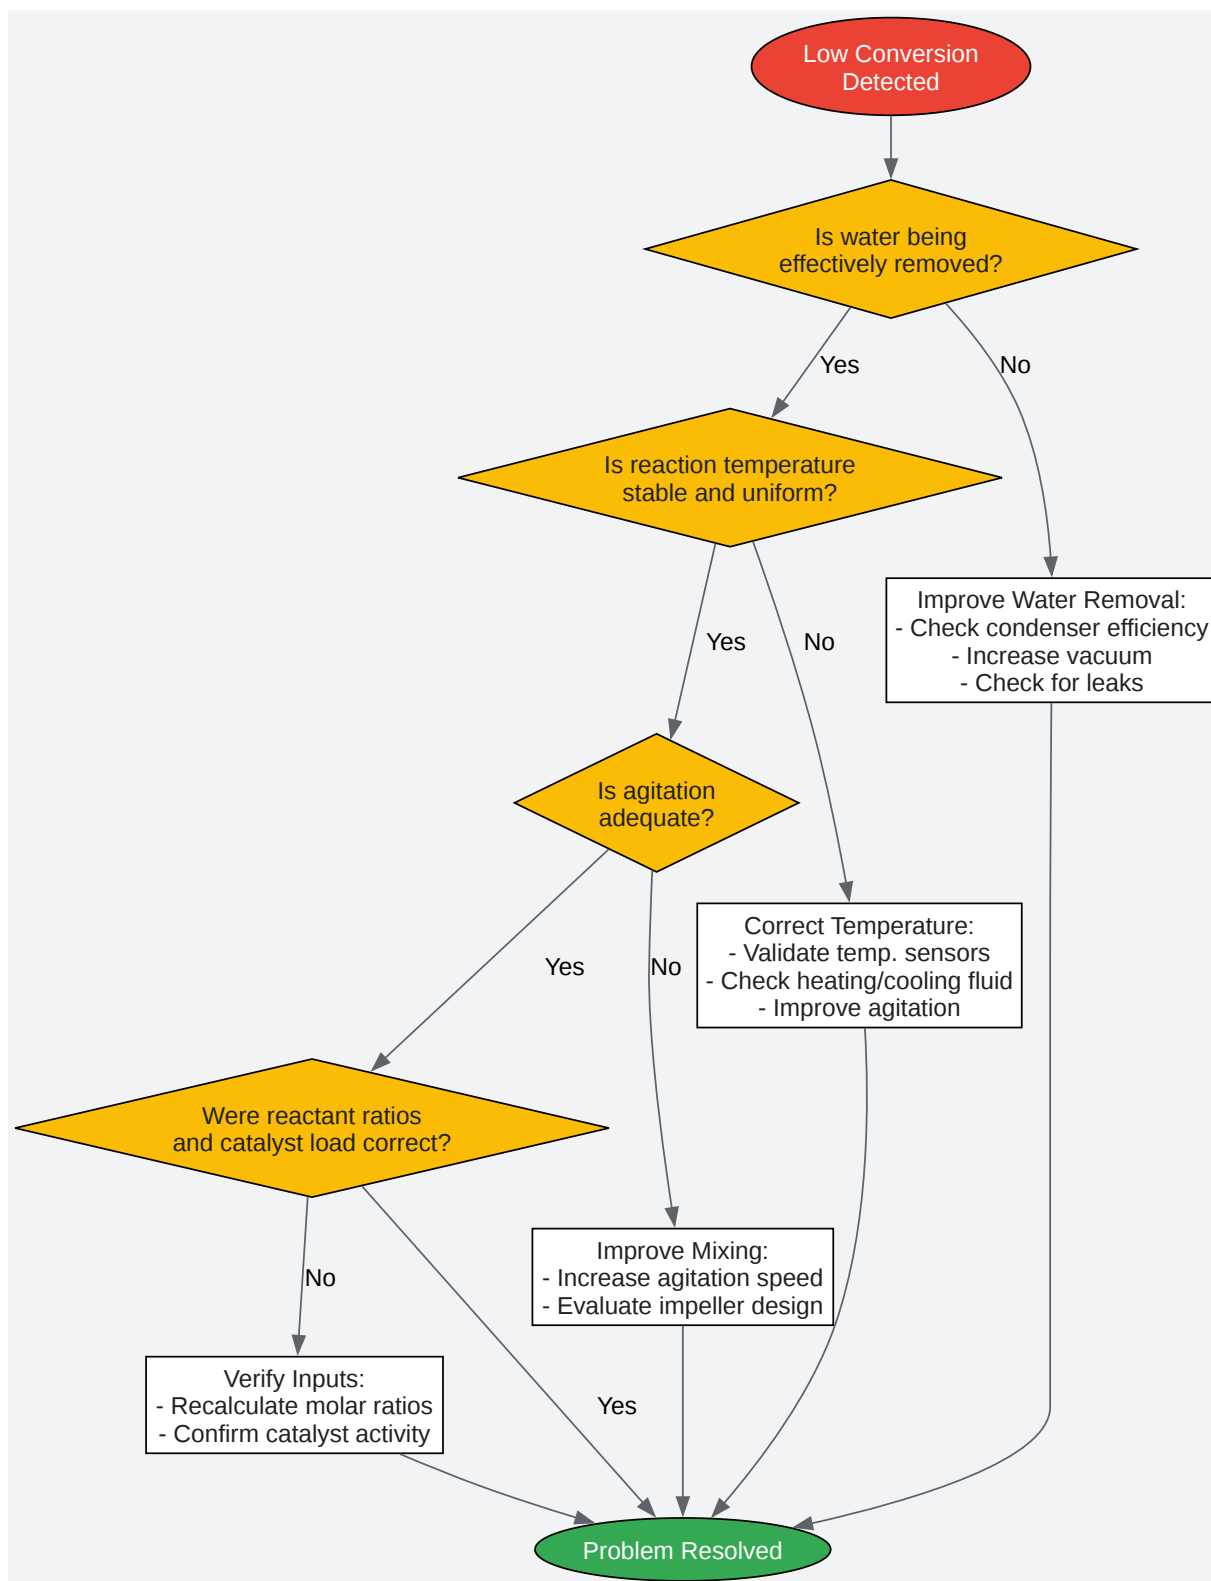 Low Conversion
Detected
Is water being
effectively removed?
Yes
No
Is reaction temperature
stable and uniform?
Improve Water Removal:
- Check condenser efficiency
- Increase vacuum
- Check for leaks
Yes
No
Is agitation
adequate?
Correct Temperature:
- Validate temp. sensors
- Check heating/cooling fluid
- Improve agitation
Yes
No
Were reactant ratios
and catalyst load correct?
Improve Mixing:
- Increase agitation speed
- Evaluate impeller design
No
Verify Inputs:
- Recalculate molar ratios
- Confirm catalyst activity
Yes
Problem Resolved